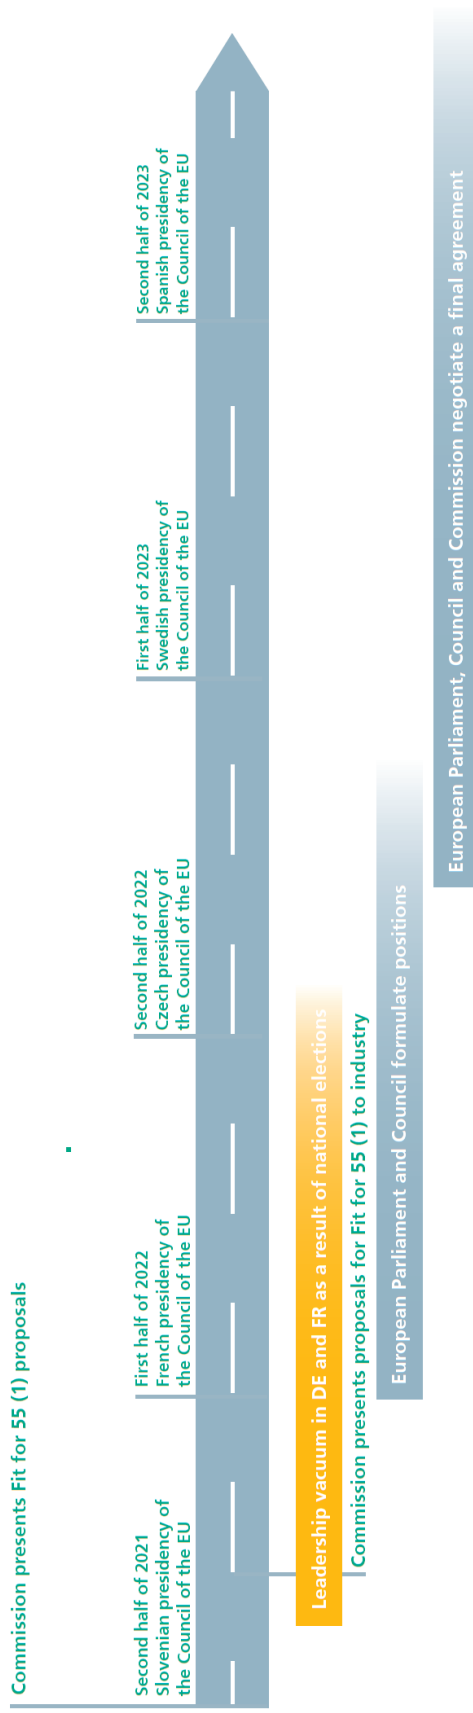 Commission presents Fit for 55 (1) proposals
Second half of 2021
Slovenian presidency of
the Council of the EU
First half of 2022
French presidency of
the Council of the EU
Second half of 2022
Czech presidency of
the Council of the EU
First half of 2023
Swedish presidency of
the Council of the EU
Second half of 2023
Spanish presidency of
the Council of the EU
Leadership vacuum in DE and FR as a result of national elections
Commission presents proposals for Fit for 55 (1) to industry
European Parliament and Council formulate positions
European Parliament, Council and Commission negotiate a final agreement